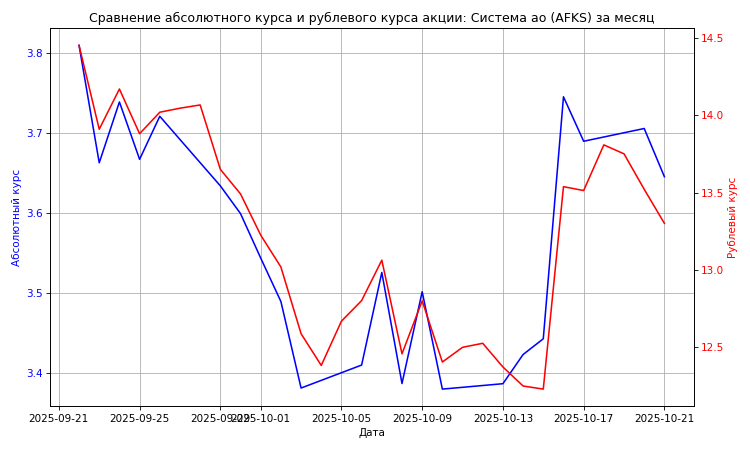 Сравнение абсолютного курса и рублевого курса акции: Система ао (AFKS) за месяц
Абсолютный курс
3.8
3.7
3.6
3.5
3.4
14.5
14.0
13.5
13.0
12.5
Рублевый курс
2025-09-21 2025-09-25 2025-09-29 2025-10-01 2025-10-05 2025-10-09 2025-10-13 2025-10-17 2025-10-21
Дата